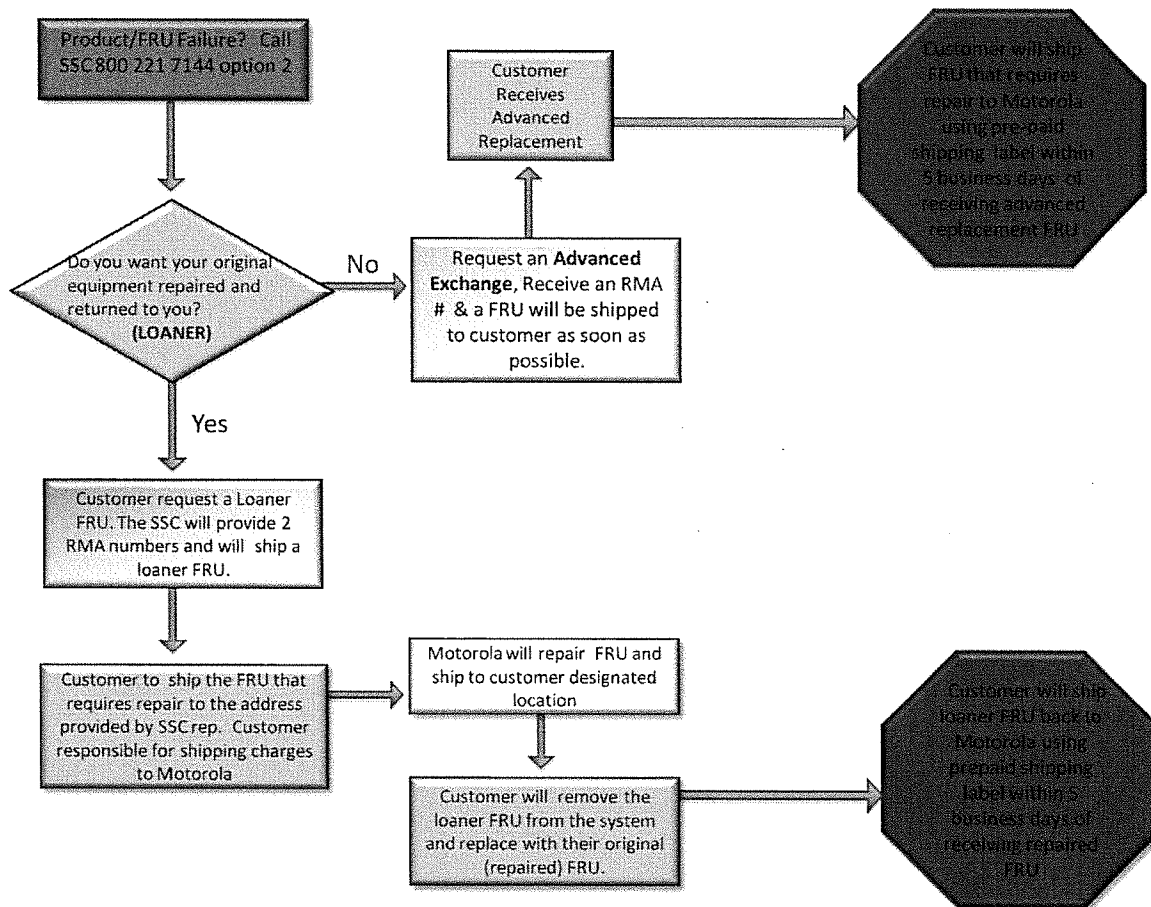 Product/FRU Failure? Call
SSC 800 221 7144 option 2
Customer
Receives
Advanced
Replacement
Customer will ship
FRU that requires
repair to Motorola
using pre-paid
shipping label within
5 business days of
receiving advanced
replacement FRU
Do you want your original
equipment repaired and
returned to you?
(LOANER)
No
Request an Advanced
Exchange, Receive an RMA
# & a FRU will be shipped
to customer as soon as
possible.
Yes
Customer request a Loaner
FRU. The SSC will provide 2
RMA numbers and will ship a
loaner FRU.
Customer to ship the FRU that
requires repair to the address
provided by SSC rep. Customer
responsible for shipping charges
to Motorola
Motorola will repair FRU and
ship to customer designated
location
Customer will remove the
loaner FRU from the system
and replace with their original
(repaired) FRU.
Customer will ship
loaner FRU back to
Motorola using
prepaid shipping
label within 5
business days of
receiving repaired
FRU